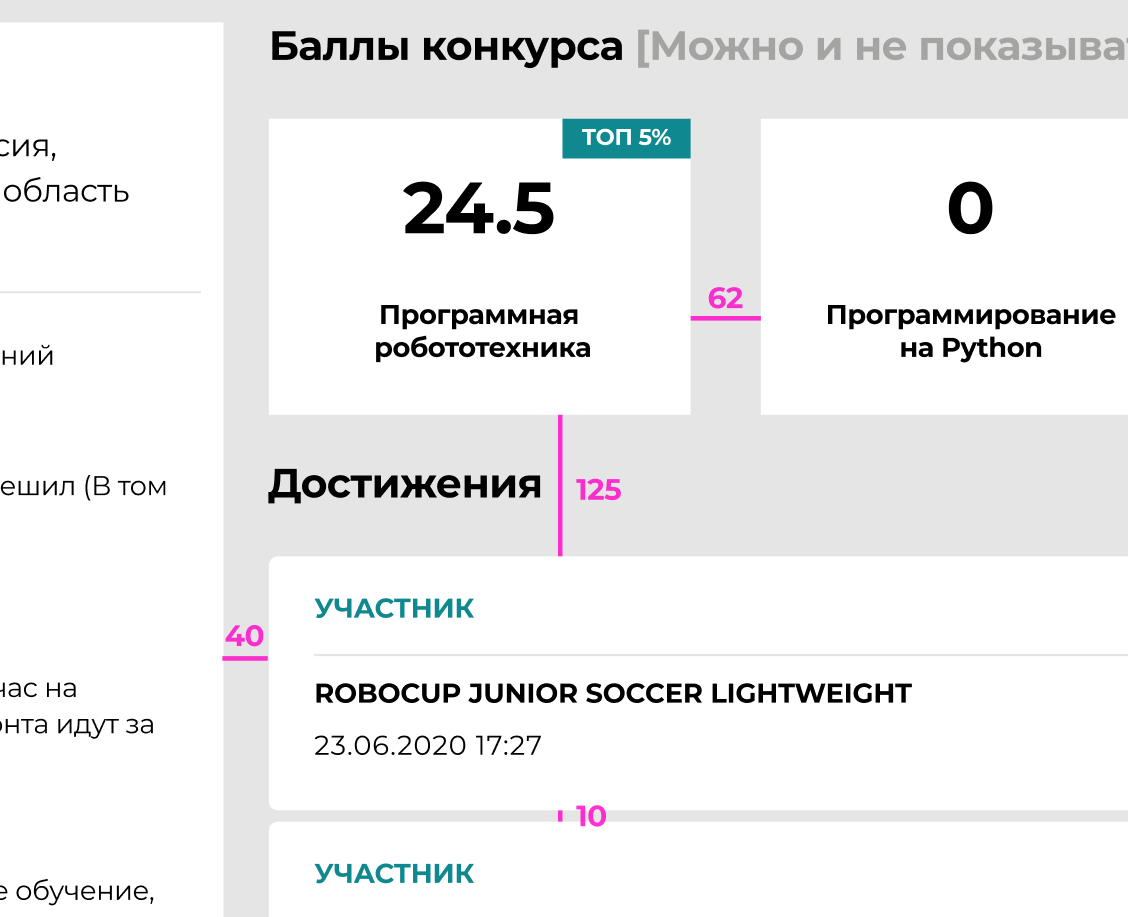 сия,
область
ний
ешил (В том
час на
онта идут за
е обучение,
Баллы конкурса [Можно и не показыват
ТОП 5%
24.5
Программная
робототехника
62
0
Программирование
на Python
125
Достижения
40
УЧАСТНИК
ROBOCUP JUNIOR SOCCER LIGHTWEIGHT
23.06.2020 17:27
10
УЧАСТНИК